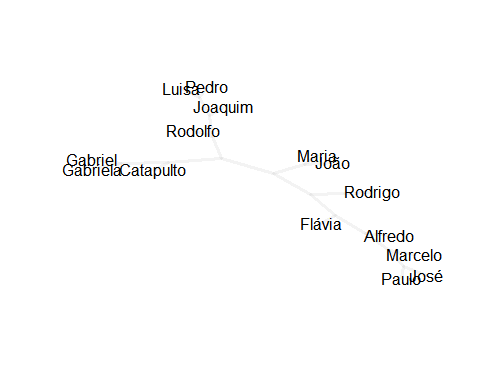 Pedro
Luisa
Joaquim
Rodolfo
Maria
Gabriel
João
Gabriela
Catapulto
Rodrigo
Flávia
Alfredo
Marcelo
José
Paulo